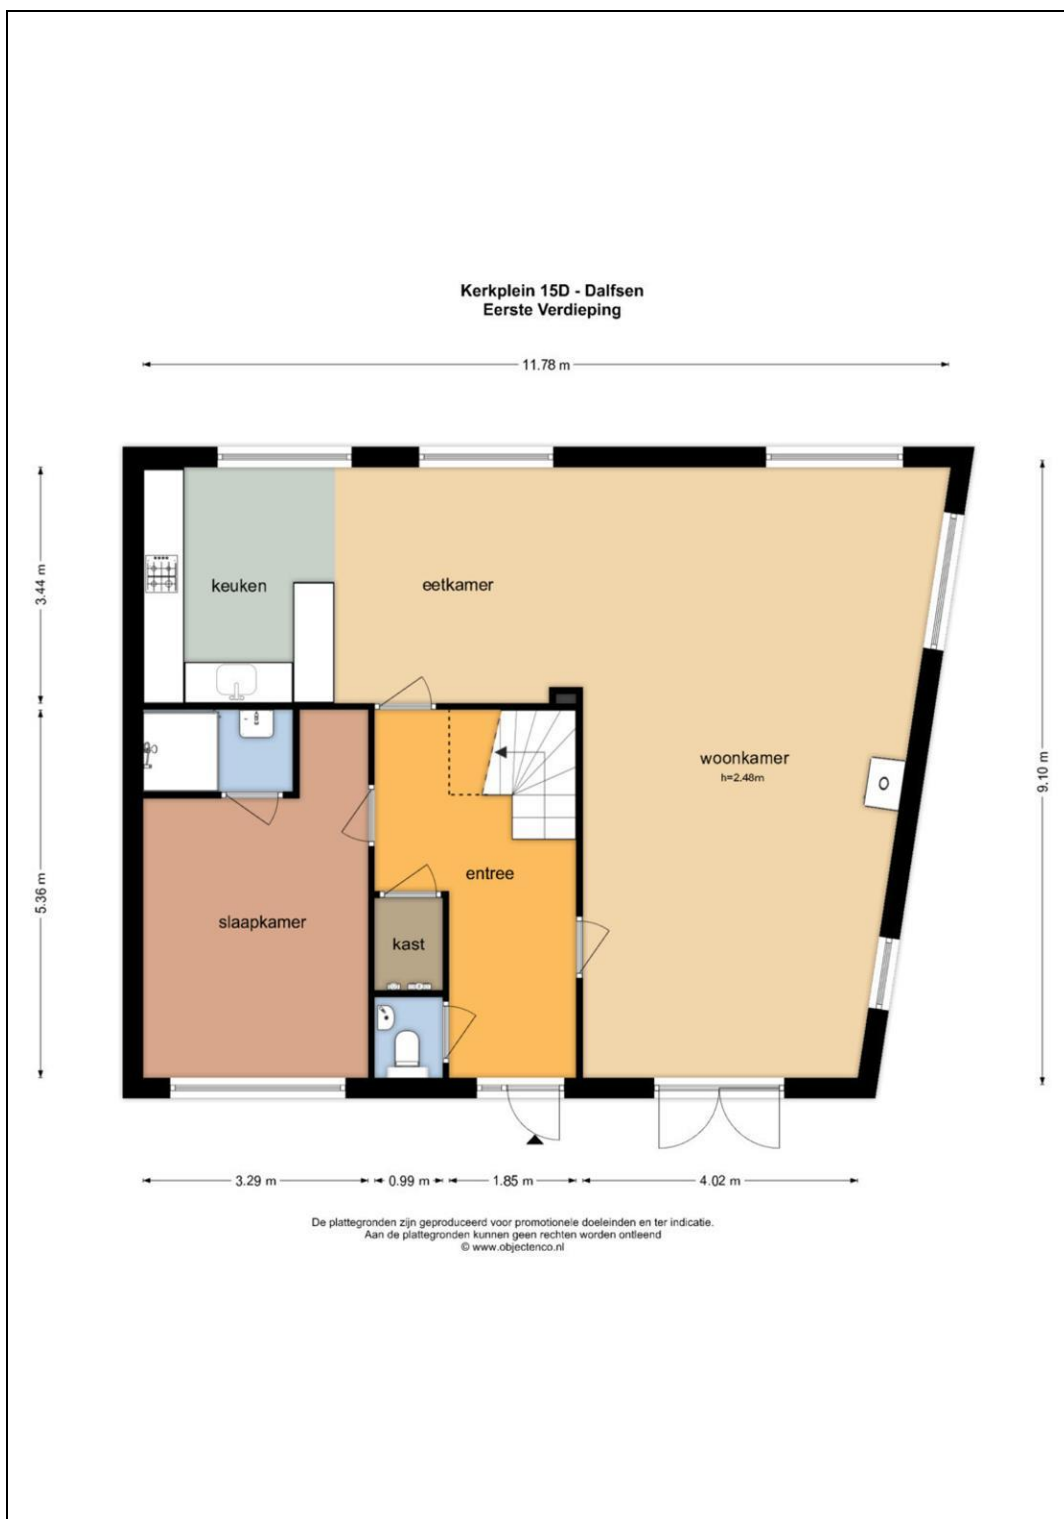 Kerkplein 15D - Dalfsen
Eerste Verdieping
11.78 m
3.44 m
keuken
eetkamer
woonkamer
h=2.48m
9.10 m
5.36 m
entree
slaapkamer
kast
3.29 m
0.99 m
1.85 m
4.02 m
De plattegronden zijn geproduceerd voor promotionele doeleinden en ter indicatie.
Aan de plattegronden kunnen geen rechten worden ontleend
© www.objectenco.nl